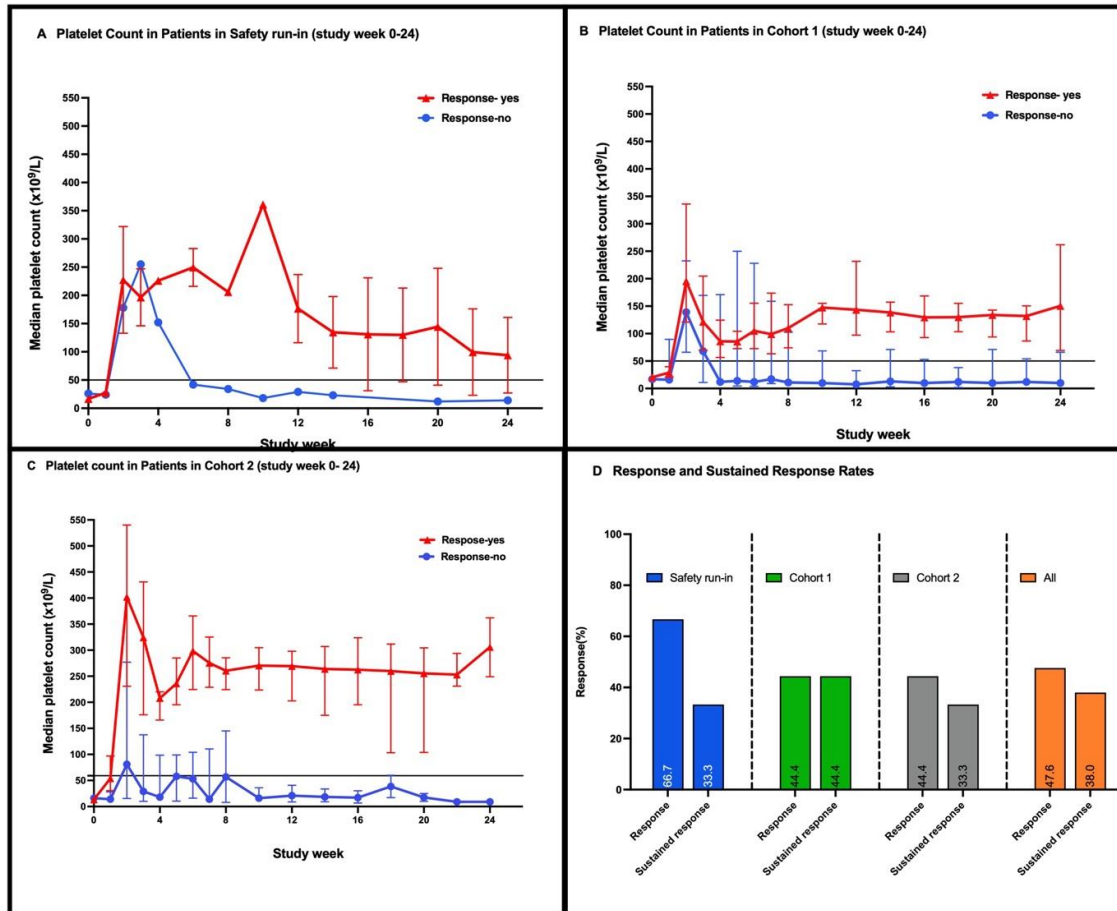 A Platelet Count in Patients in Safety run-in (study week 0-24)
Response- yes
Response-no
Median platelet count (x10⁹/L)
550
500
450
400
350
300
250
200
150
100
50
0
0 4 8 12 16 20 24
Study week
B Platelet Count in Patients in Cohort 1 (study week 0-24)
Response- yes
Response-no
Median platelet count (x10⁹/L)
550
500
450
400
350
300
250
200
150
100
50
0
0 4 8 12 16 20 24
Study week
C Platelet count in Patients in Cohort 2 (study week 0- 24)
Respose-yes
Response-no
Median platelet count (x10⁹/L)
550
500
450
400
350
300
250
200
150
100
50
0
0 4 8 12 16 20 24
Study week
D Response and Sustained Response Rates
Response(%)
100
80
60
40
20
0
Safety run-in
Cohort 1
Cohort 2
All
66.7
33.3
44.4
44.4
44.4
33.3
47.6
38.0
Response
Sustained response
Response
Sustained response
Response
Sustained response
Response
Sustained response